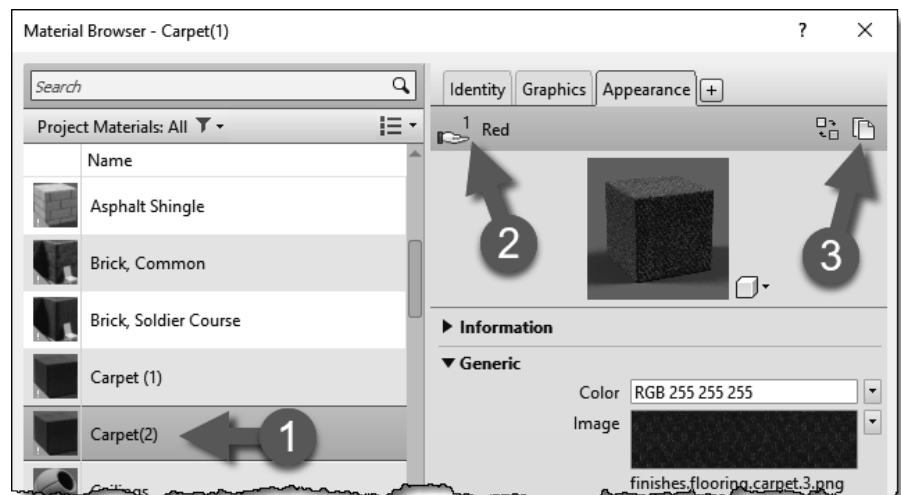 Material Browser - Carpet(1)
? ×
Search
Project Materials: All
Name
Asphalt Shingle
Brick, Common
Brick, Soldier Course
Carpet (1)
Carpet(2)
Ceilings
1
Identity Graphics Appearance +
1 Red
2
3
Information
Generic
Color RGB 255 255 255
Image
finishes.flooring.carpet.3.png